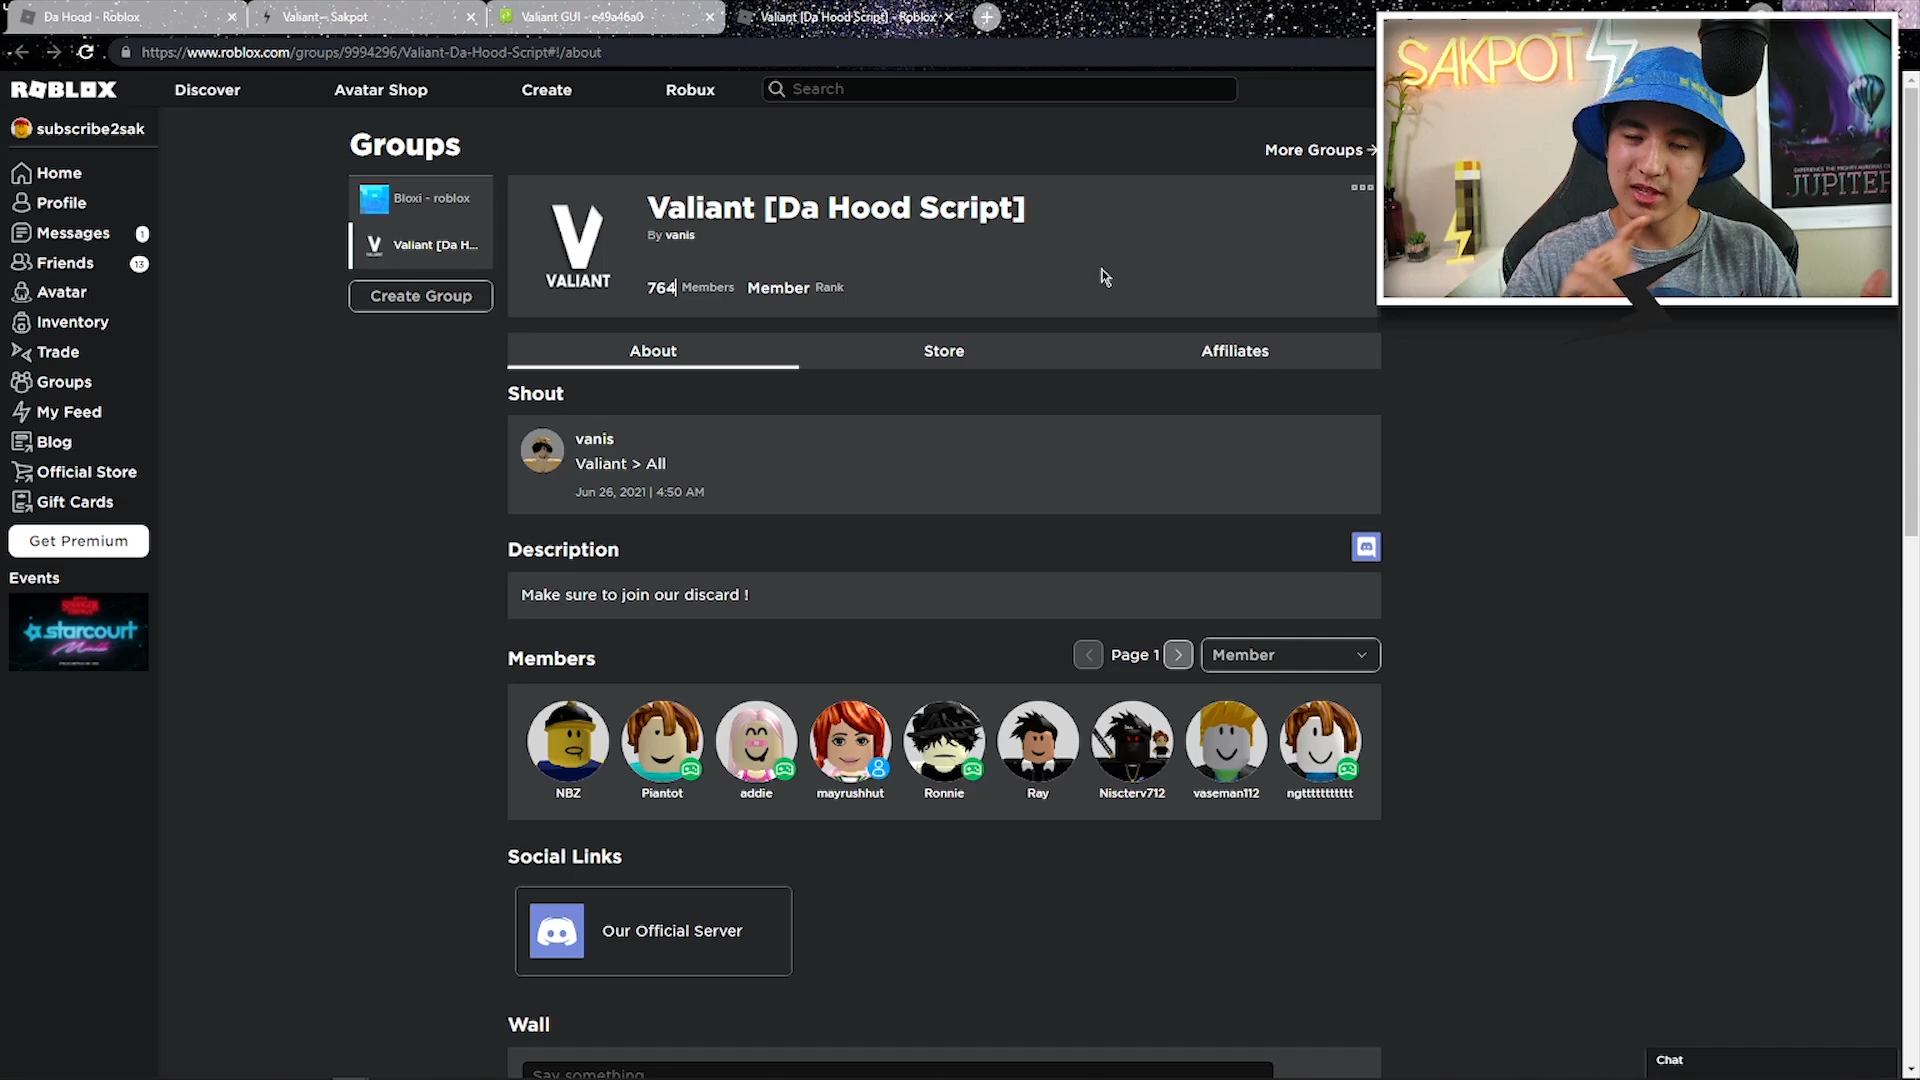 Da Hood - Roblox
Valiant – Sakpot
Valiant GUI - e49a46a0
Valiant [Da Hood Script] - Roblox
https://www.roblox.com/groups/9994296/Valiant-Da-Hood-Script#!/about
ROBLOX
Discover
Avatar Shop
Create
Robux
Search
subscribe2sak
Home
Profile
Messages 1
Friends 13
Avatar
Inventory
Trade
Groups
My Feed
Blog
Official Store
Gift Cards
Get Premium
Events
starcourt
Groups
More Groups
Bloxi - roblox
Valiant [Da H...
Create Group
V
VALIANT
Valiant [Da Hood Script]
By vanis
764 Members Member Rank
About
Store
Affiliates
Shout
vanis
Valiant > All
Jun 26, 2021 | 4:50 AM
Description
Make sure to join our discard !
Members
Page 1
Member
NBZ
Piantot
addie
mayrushhut
Ronnie
Ray
Niscterv712
vaseman112
ngttttttttttt
Social Links
Our Official Server
Wall
Say something
Chat
SAKPOT
JUPITER